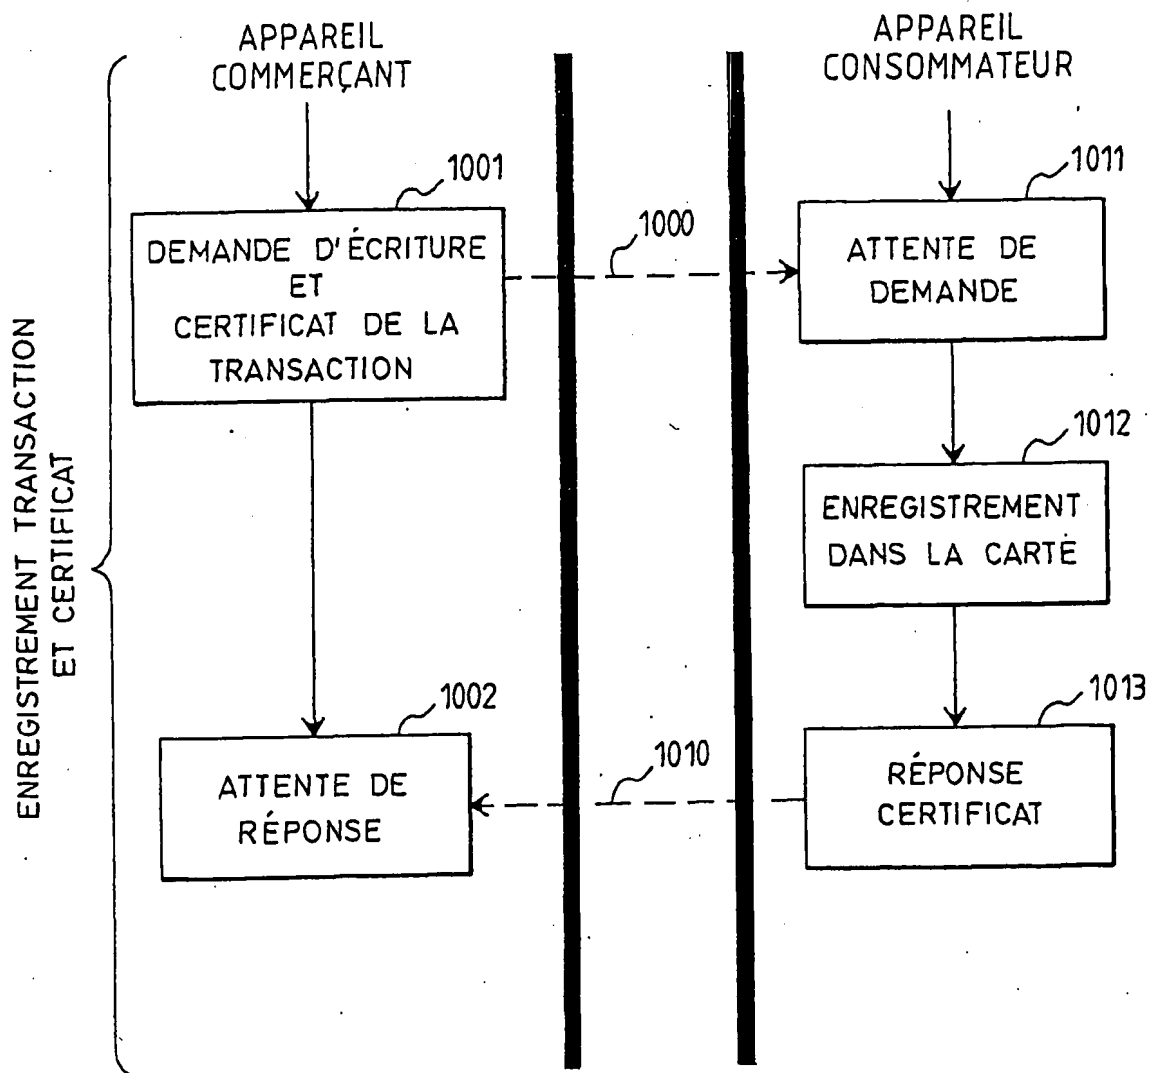 APPAREIL
COMMERÇANT
APPAREIL
CONSOMMATEUR
1001
DEMANDE D'ÉCRITURE
ET
CERTIFICAT DE LA
TRANSACTION
1000
1011
ATTENTE DE
DEMANDE
1012
ENREGISTREMENT
DANS LA CARTE
1002
ATTENTE DE
RÉPONSE
1010
1013
RÉPONSE
CERTIFICAT
ENREGISTREMENT TRANSACTION
ET CERTIFICAT